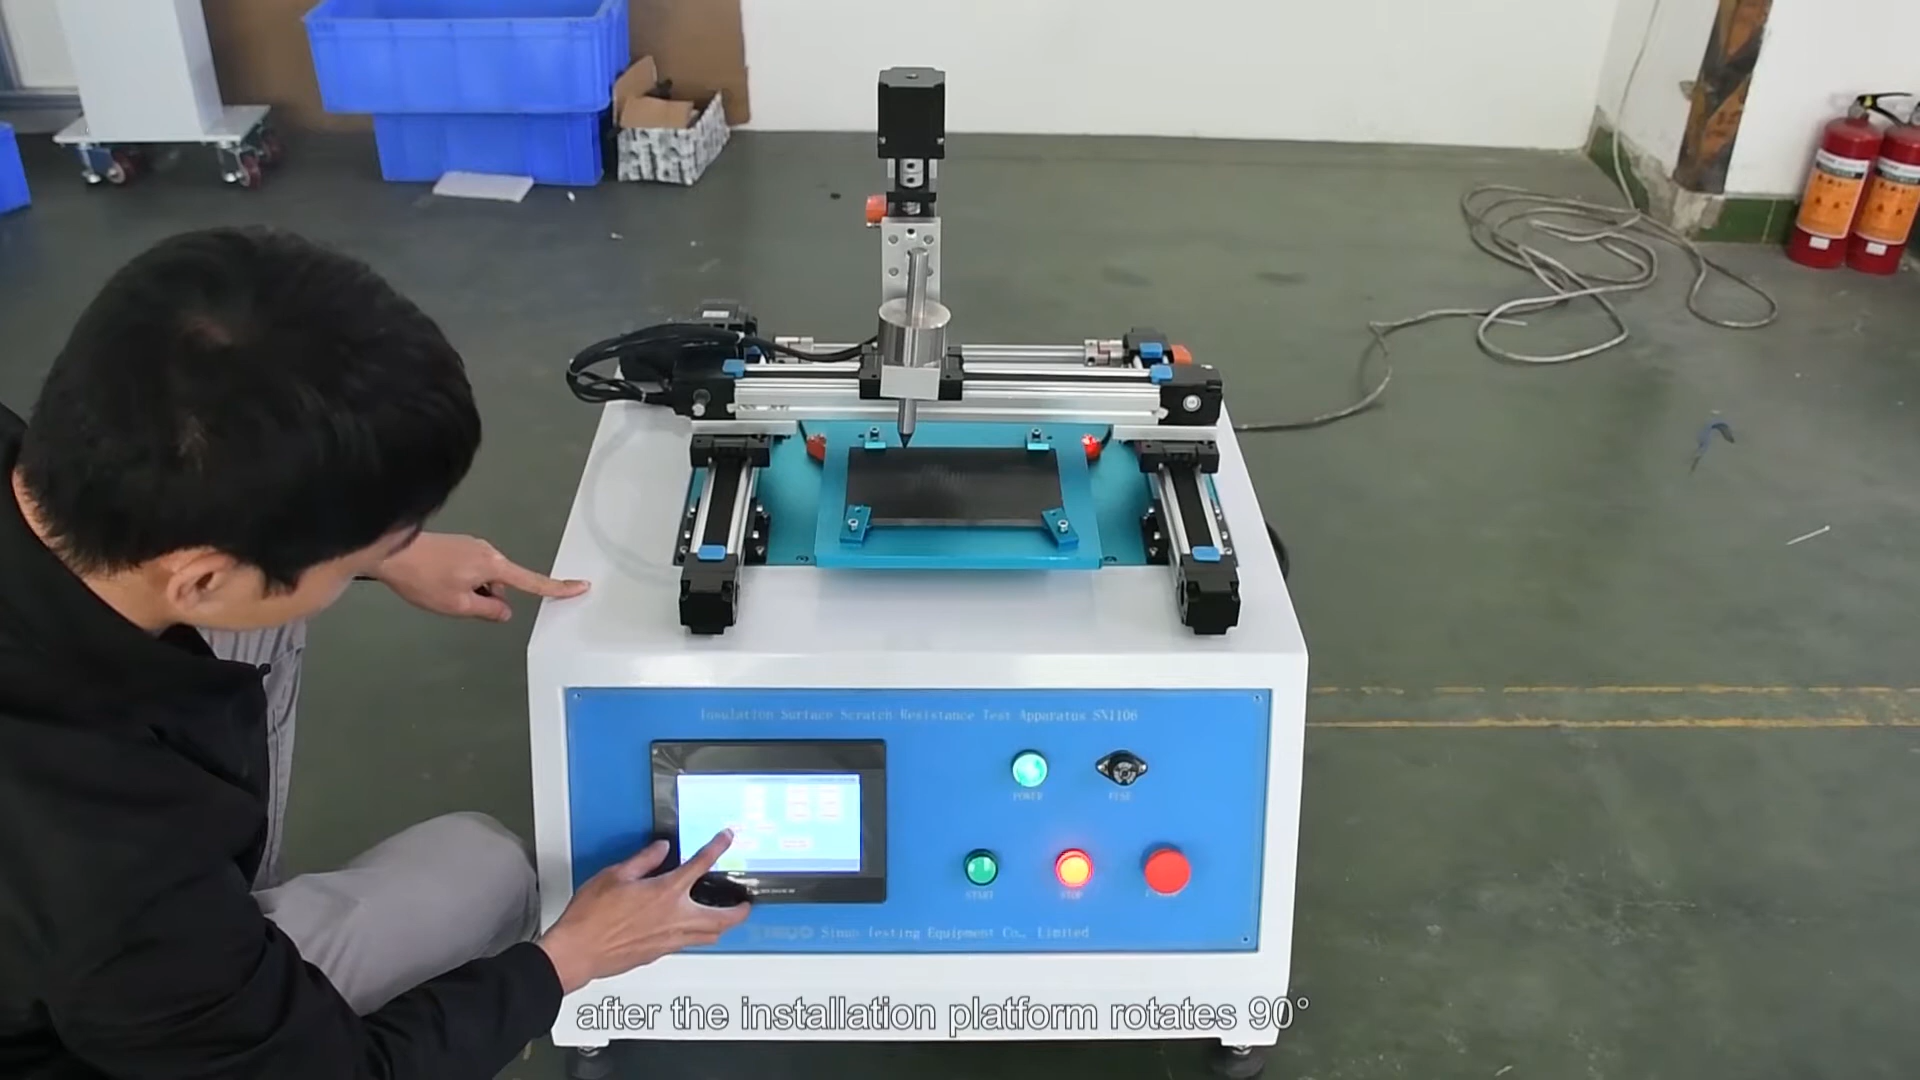 Insulation Surface Scratch Resistance Test Apparatus SN1106
POWER
FUSE
START
STOP
Sinuo Testing Equipment Co., Limited
after the installation platform rotates 90°